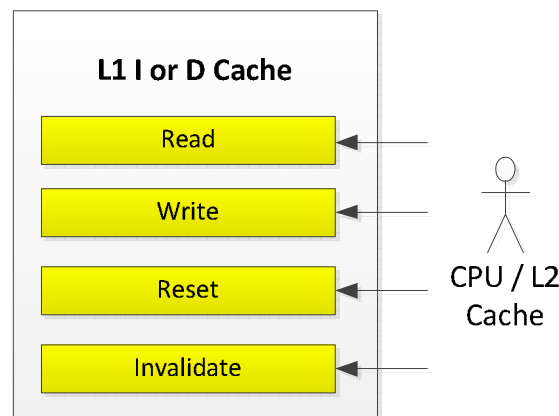 L1 I or D Cache
Read
Write
Reset
Invalidate
CPU / L2
Cache